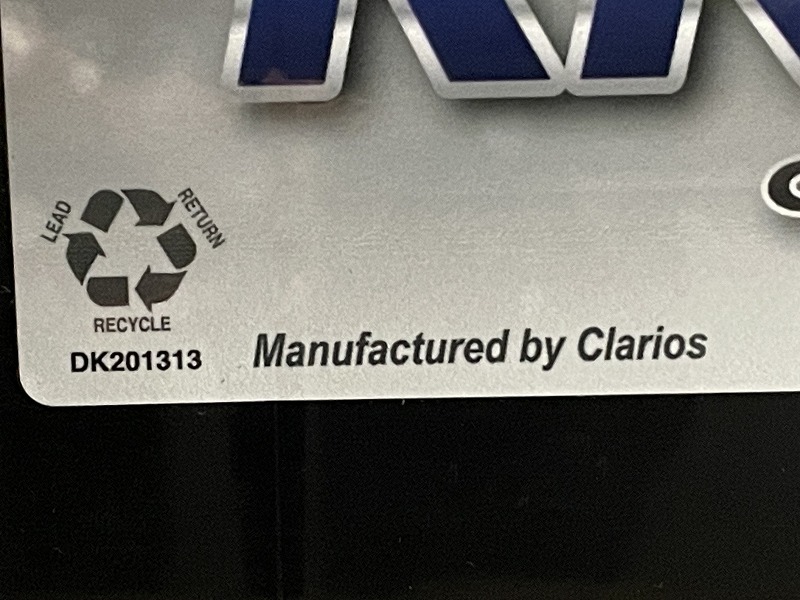 LEAD
RETURN
RECYCLE
DK201313
Manufactured by Clarios